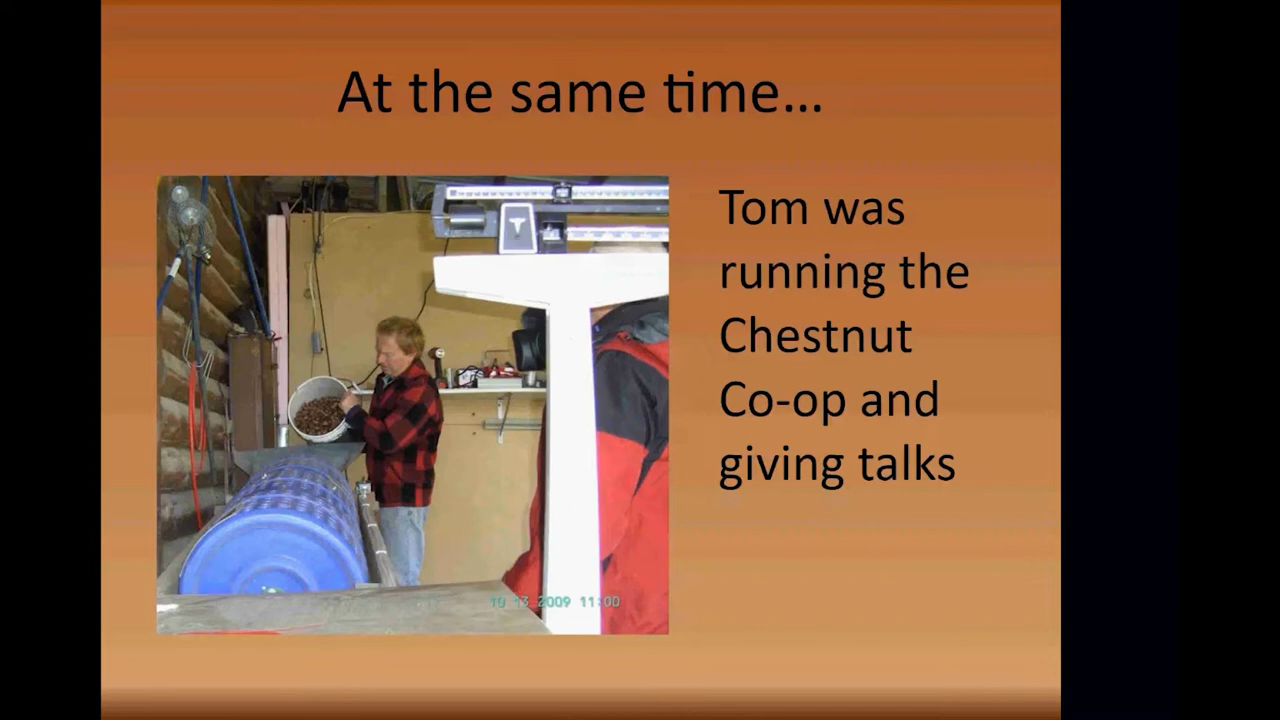 At the same time...
Tom was
running the
Chestnut
Co-op and
giving talks
10 13 2009 11:00